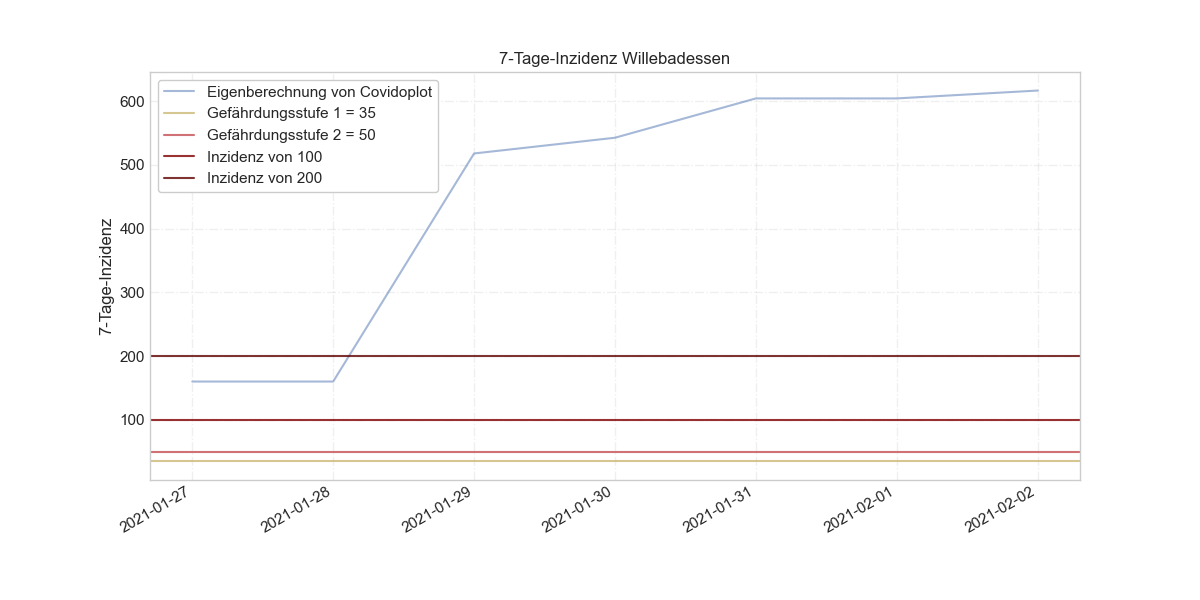 7-Tage-Inzidenz Willebadessen
Eigenberechnung von Covidoplot
Gefährdungsstufe 1 = 35
Gefährdungsstufe 2 = 50
Inzidenz von 100
Inzidenz von 200
7-Tage-Inzidenz
600
500
400
300
200
100
2021-01-27
2021-01-28
2021-01-29
2021-01-30
2021-01-31
2021-02-01
2021-02-02